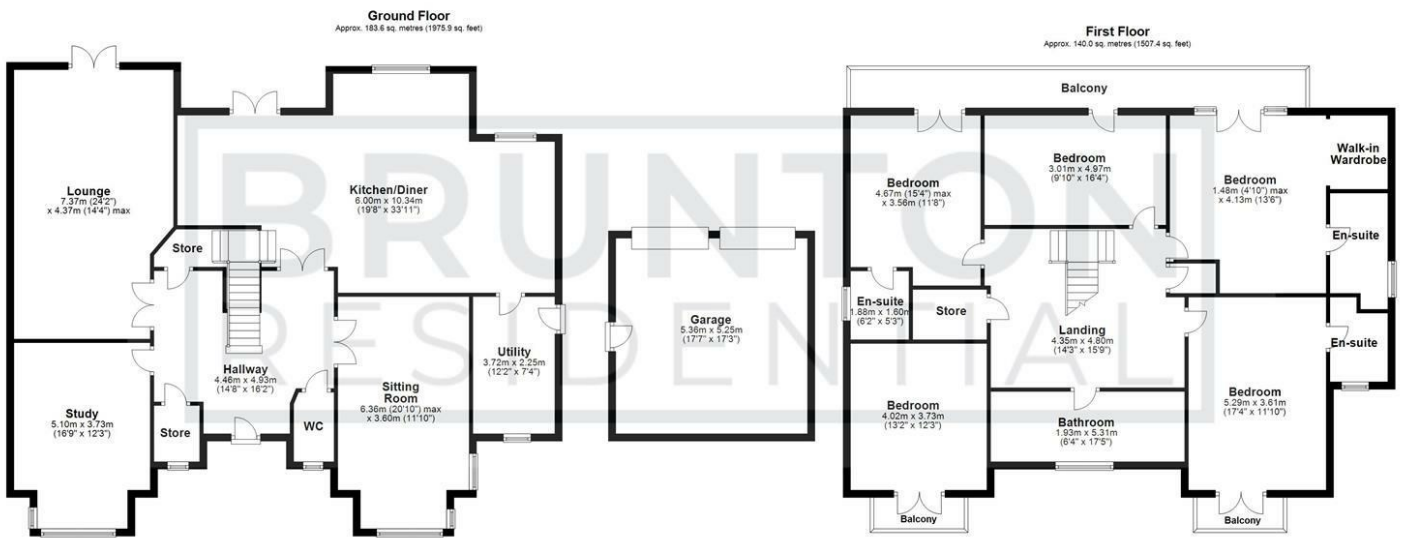 Ground Floor
Approx. 183.6 sq. metres (1975.9 sq. feet)
Lounge
7.37m (24'2")
x 4.37m (14'4") max
Kitchen/Diner
6.00m x 10.34m
(19'8" x 33'11")
Store
Hallway
4.46m x 4.93m
(14'8" x 16'2")
Study
5.10m x 3.73m
(16'9" x 12'3")
Store
WC
Sitting
Room
6.36m (20'10") max
x 3.60m (11'10")
Utility
3.72m x 2.25m
(12'2" x 7'4")
Garage
5.36m x 5.25m
(17'7" x 17'3")
First Floor
Approx. 140.0 sq. metres (1507.4 sq. feet)
Balcony
Bedroom
4.67m (15'4") max
x 3.56m (11'8")
Bedroom
3.01m x 4.97m
(9'10" x 16'4")
Bedroom
1.48m (4'10") max
x 4.13m (13'6")
Walk-in
Wardrobe
En-suite
En-suite
1.88m x 1.60m
(6'2" x 5'3")
Store
Landing
4.35m x 4.80m
(14'3" x 15'9")
En-suite
Bedroom
4.02m x 3.73m
(13'2" x 12'3")
Bathroom
1.93m x 5.31m
(6'4" x 17'5")
Bedroom
5.29m x 3.61m
(17'4" x 11'10")
Balcony
Balcony
BRUNTON
RESIDENTIAL